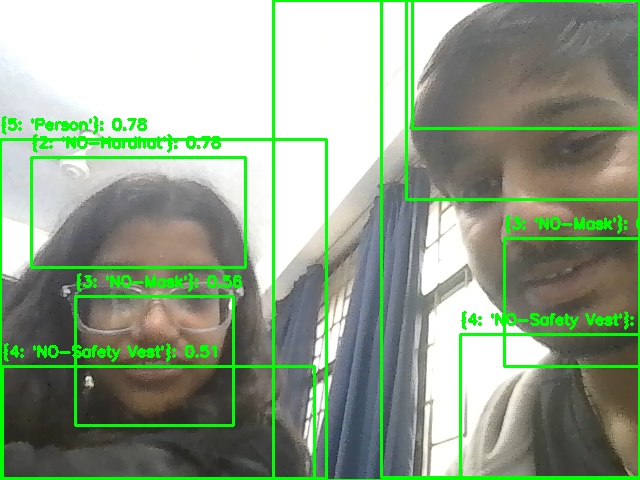 {5: 'Person'}: 0.78
{2: 'NO-Hardhat'}: 0.78
{3: 'NO-Mask'}:
{3: 'NO-Mask'}: 0.56
{4: 'NO-Safety Vest'}:
{4: 'NO-Safety Vest'}: 0.51